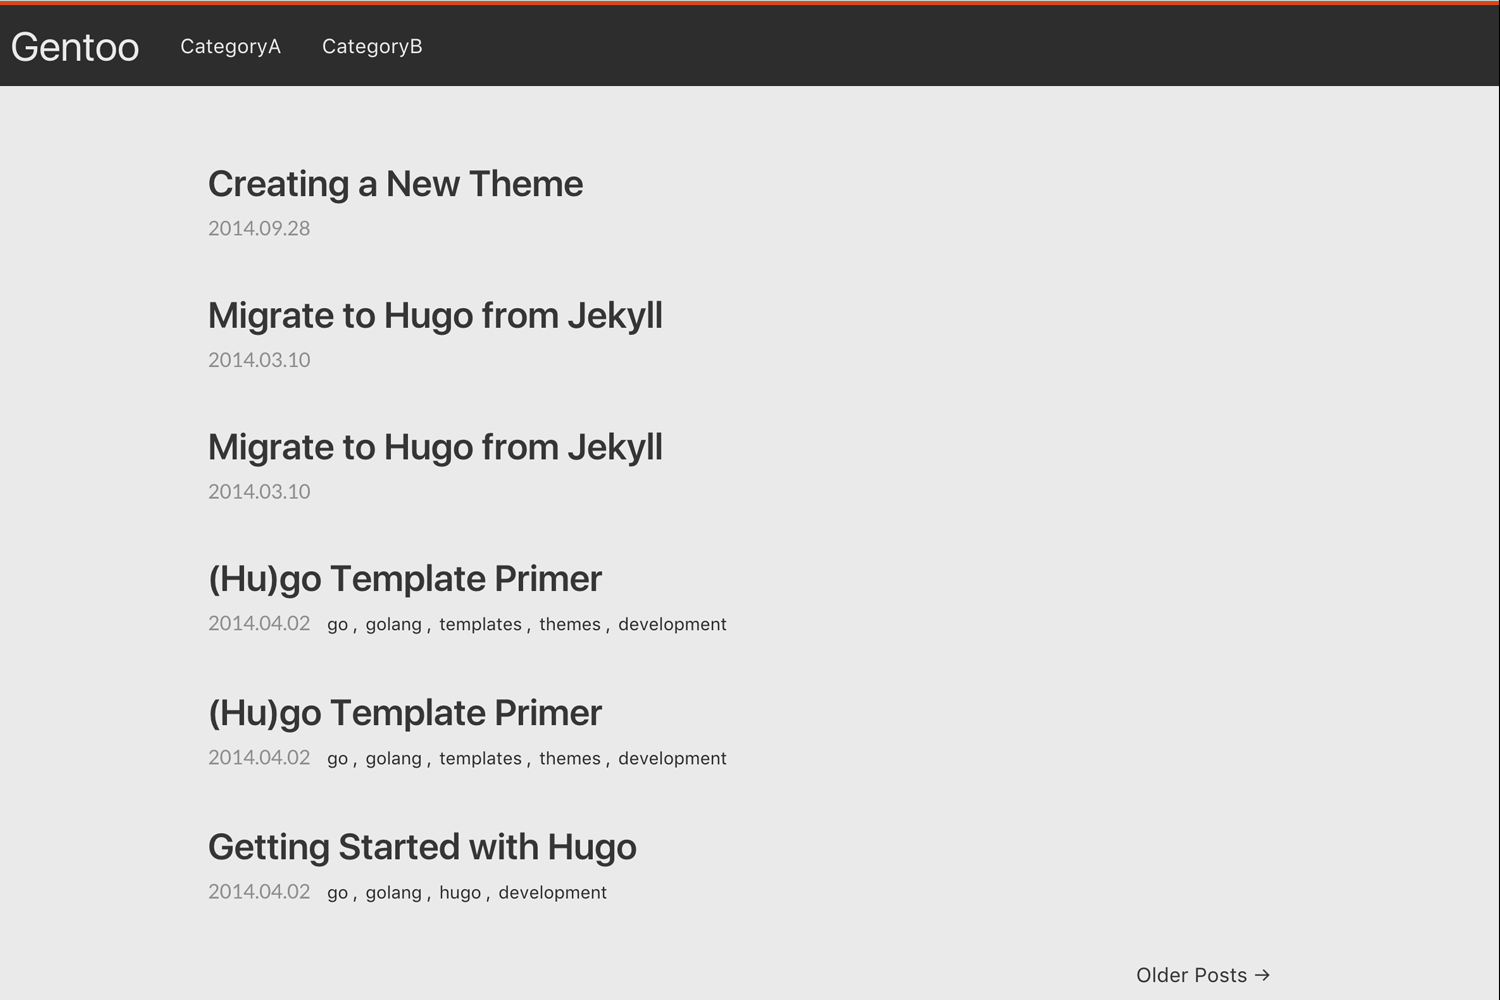 Gentoo CategoryA CategoryB
Creating a New Theme
2014.09.28
Migrate to Hugo from Jekyll
2014.03.10
Migrate to Hugo from Jekyll
2014.03.10
(Hu)go Template Primer
2014.04.02 go , golang , templates , themes , development
(Hu)go Template Primer
2014.04.02 go , golang , templates , themes , development
Getting Started with Hugo
2014.04.02 go , golang , hugo , development
Older Posts →